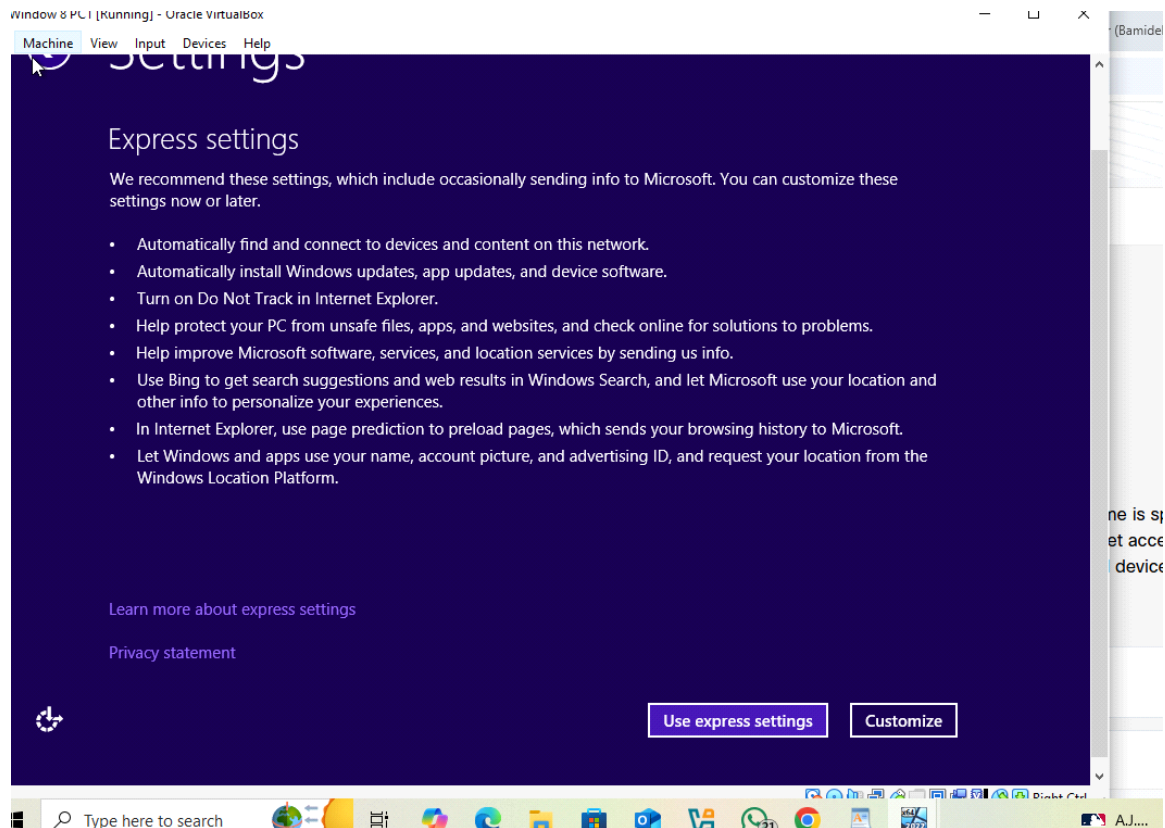 Window 8 PC1 [Running] - Oracle VirtualBox
Machine View Input Devices Help
(Bamidel
Settings
Express settings
We recommend these settings, which include occasionally sending info to Microsoft. You can customize these
settings now or later.
• Automatically find and connect to devices and content on this network.
• Automatically install Windows updates, app updates, and device software.
• Turn on Do Not Track in Internet Explorer.
• Help protect your PC from unsafe files, apps, and websites, and check online for solutions to problems.
• Help improve Microsoft software, services, and location services by sending us info.
• Use Bing to get search suggestions and web results in Windows Search, and let Microsoft use your location and
other info to personalize your experiences.
• In Internet Explorer, use page prediction to preload pages, which sends your browsing history to Microsoft.
• Let Windows and apps use your name, account picture, and advertising ID, and request your location from the
Windows Location Platform.
me is sp
et acce
device
Learn more about express settings
Privacy statement
Use express settings Customize
Right Ctrl
Type here to search
A.J....